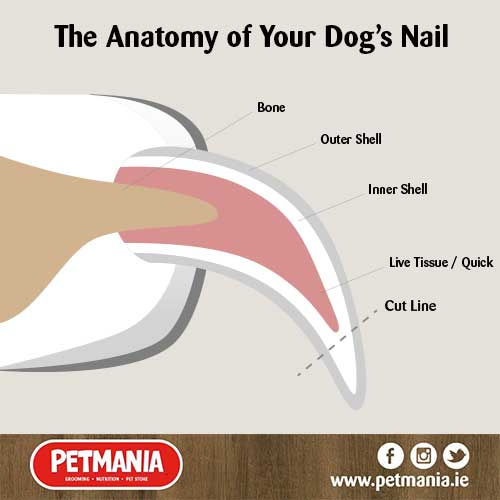 The Anatomy of Your Dog's Nail
Bone
Outer Shell
Inner Shell
Live Tissue / Quick
Cut Line
PETMANIA
GROOMING • NUTRITION • PET STORE
www.petmania.ie